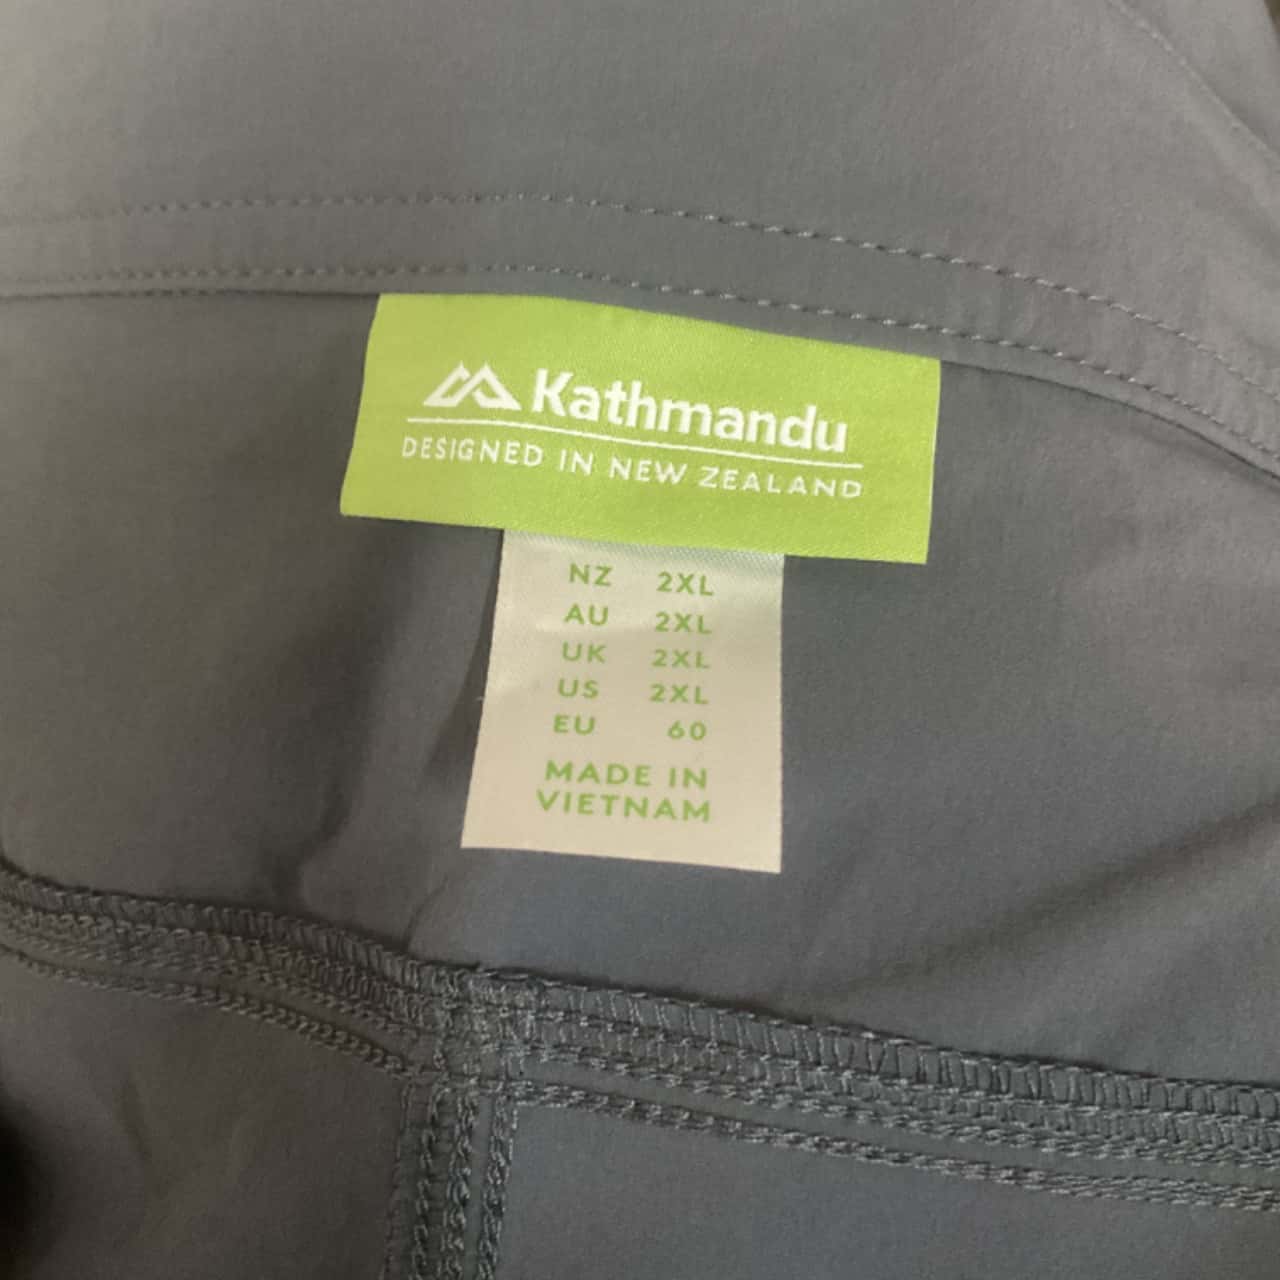 Kathmandu
DESIGNED IN NEW ZEALAND
NZ 2XL
AU 2XL
UK 2XL
US 2XL
EU 60
MADE IN
VIETNAM